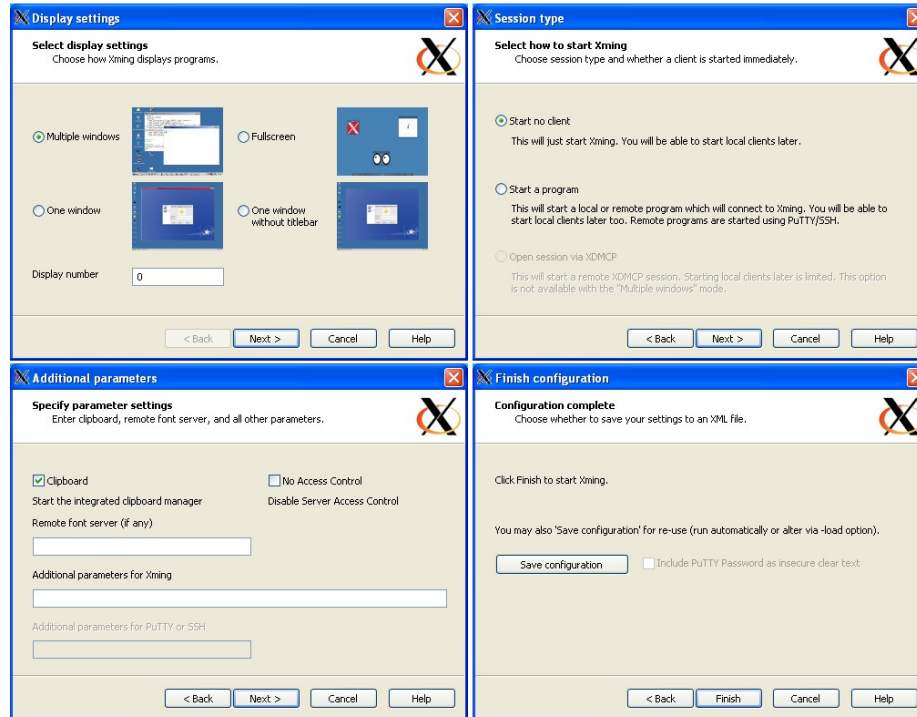 Display settings
Select display settings
Choose how Xming displays programs.
Multiple windows
Fullscreen
One window
One window
without titlebar
Display number
0
< Back
Next >
Cancel
Help
Session type
Select how to start Xming
Choose session type and whether a client is started immediately.
Start no client
This will just start Xming. You will be able to start local clients later.
Start a program
This will start a local or remote program which will connect to Xming. You will be able to
start local clients later too. Remote programs are started using PuTTY/SSH.
Open session via XDMCP
This will start a remote XDMCP session. Starting local clients later is limited. This option
is not available with the "Multiple windows" mode.
< Back
Next >
Cancel
Help
Additional parameters
Specify parameter settings
Enter clipboard, remote font server, and all other parameters.
Clipboard
No Access Control
Start the integrated clipboard manager
Disable Server Access Control
Remote font server (if any)
Additional parameters for Xming
Additional parameters for PuTTY or SSH
< Back
Next >
Cancel
Help
Finish configuration
Configuration complete
Choose whether to save your settings to an XML file.
Click Finish to start Xming.
You may also 'Save configuration' for re-use (run automatically or alter via -load option).
Save configuration
Include PuTTY Password as insecure clear text
< Back
Finish
Cancel
Help